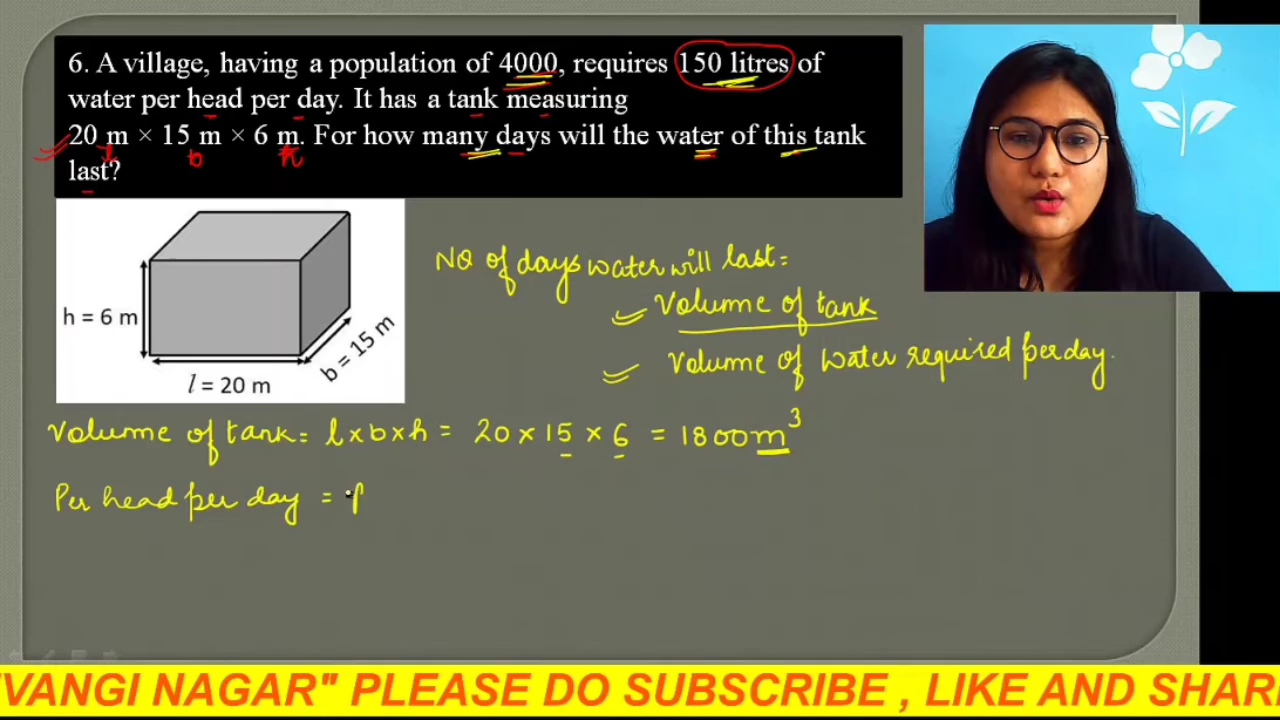 6. A village, having a population of 4000, requires 150 litres of
water per head per day. It has a tank measuring
20 m × 15 m × 6 m. For how many days will the water of this tank
last?
l b h
h = 6 m
b = 15 m
l = 20 m
No of days water will last =
Volume of tank
Volume of water required per day.
Volume of tank = l × b × h = 20 × 15 × 6 = 1800 m³
Per head per day =
VANGI NAGAR" PLEASE DO SUBSCRIBE , LIKE AND SHAR